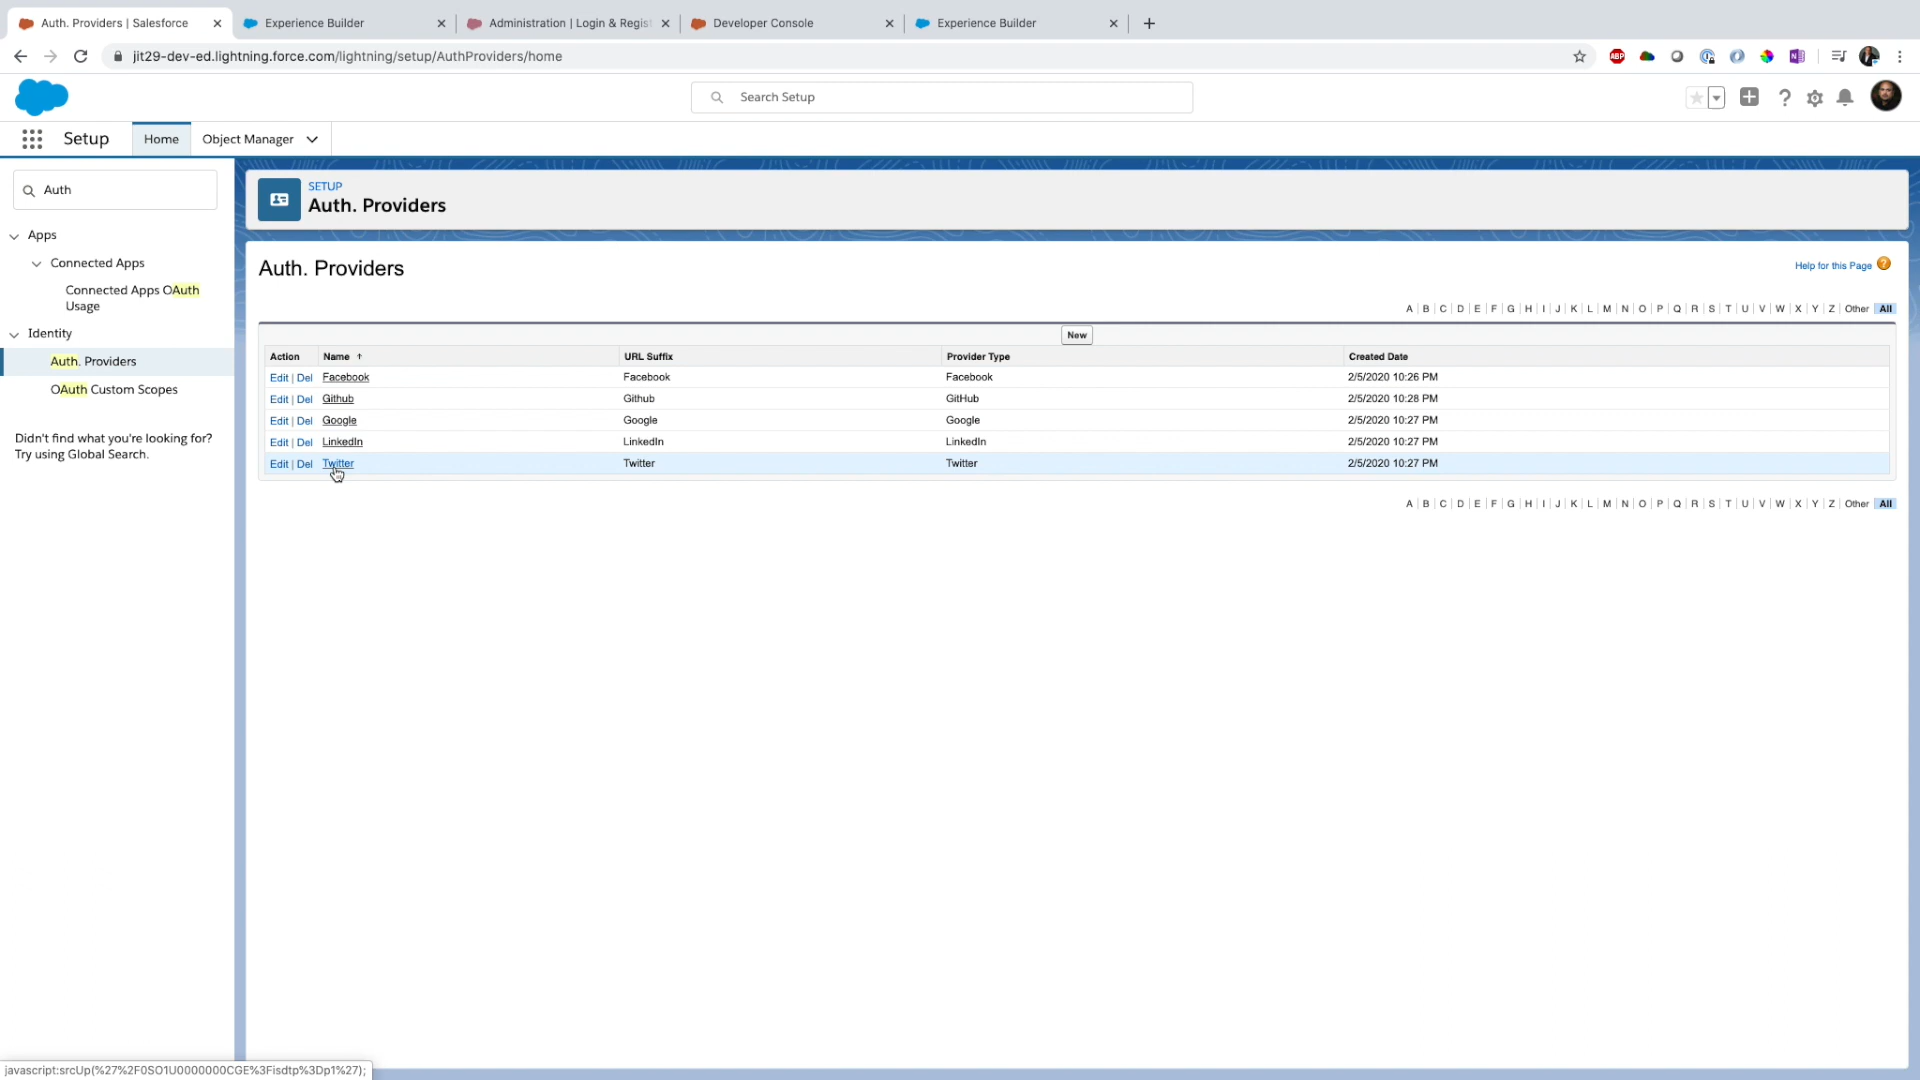 Auth. Providers | Salesforce
Experience Builder
Administration | Login & Regist
Developer Console
Experience Builder
jit29-dev-ed.lightning.force.com/lightning/setup/AuthProviders/home
ABP
Search Setup
Setup
Home
Object Manager
Auth
SETUP
Auth. Providers
Apps
Connected Apps
Connected Apps OAuth
Usage
Identity
Auth. Providers
OAuth Custom Scopes
Didn't find what you're looking for?
Try using Global Search.
Auth. Providers
Help for this Page ?
A | B | C | D | E | F | G | H | I | J | K | L | M | N | O | P | Q | R | S | T | U | V | W | X | Y | Z | Other | All
New
Action Name ↑ URL Suffix Provider Type Created Date
Edit | Del Facebook Facebook Facebook 2/5/2020 10:26 PM
Edit | Del Github Github GitHub 2/5/2020 10:28 PM
Edit | Del Google Google Google 2/5/2020 10:27 PM
Edit | Del LinkedIn LinkedIn LinkedIn 2/5/2020 10:27 PM
Edit | Del Twitter Twitter Twitter 2/5/2020 10:27 PM
A | B | C | D | E | F | G | H | I | J | K | L | M | N | O | P | Q | R | S | T | U | V | W | X | Y | Z | Other | All
javascript:srcUp(%27%2F0SO1U0000000CGE%3Fisdtp%3Dp1%27);